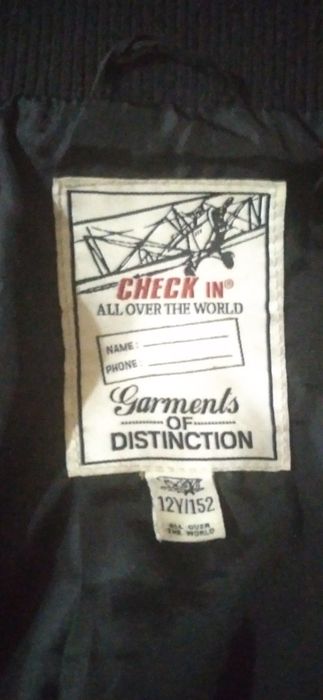 CHECK IN®
ALL OVER THE WORLD
NAME:
PHONE:
Garments
OF
DISTINCTION
12Y/152
ALL OVER
THE WORLD